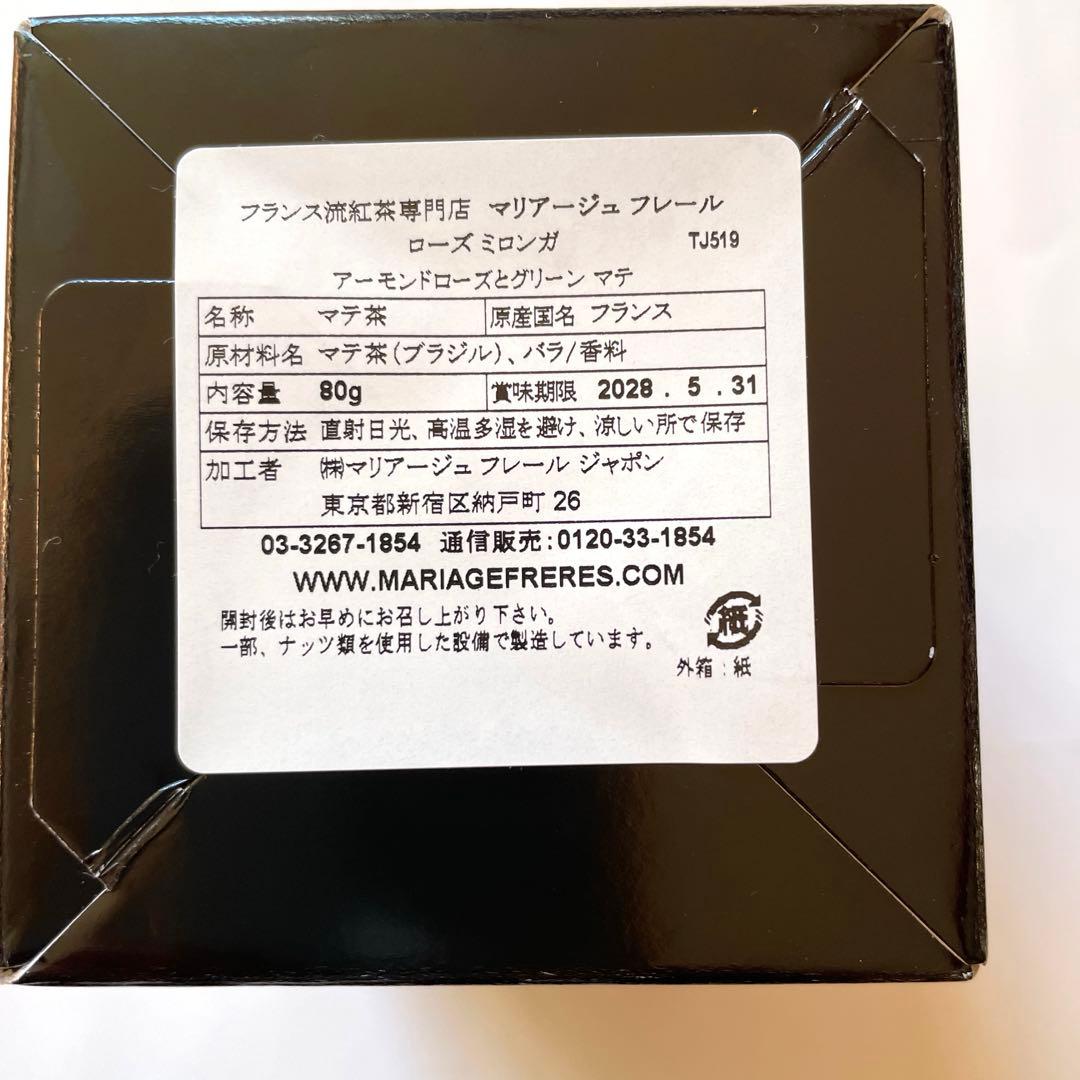 フランス流紅茶専門店 マリアージュ フレール
ローズ ミロンガ TJ519
アーモンドローズとグリーン マテ
名称 マテ茶 原産国名 フランス
原材料名 マテ茶(ブラジル)、バラ/香料
内容量 80g 賞味期限 2028 . 5 . 31
保存方法 直射日光、高温多湿を避け、涼しい所で保存
加工者 ㈱マリアージュ フレール ジャポン
東京都新宿区納戸町 26
03-3267-1854 通信販売:0120-33-1854
WWW.MARIAGEFRERES.COM
開封後はお早めにお召し上がり下さい。
一部、ナッツ類を使用した設備で製造しています。
紙
外箱:紙